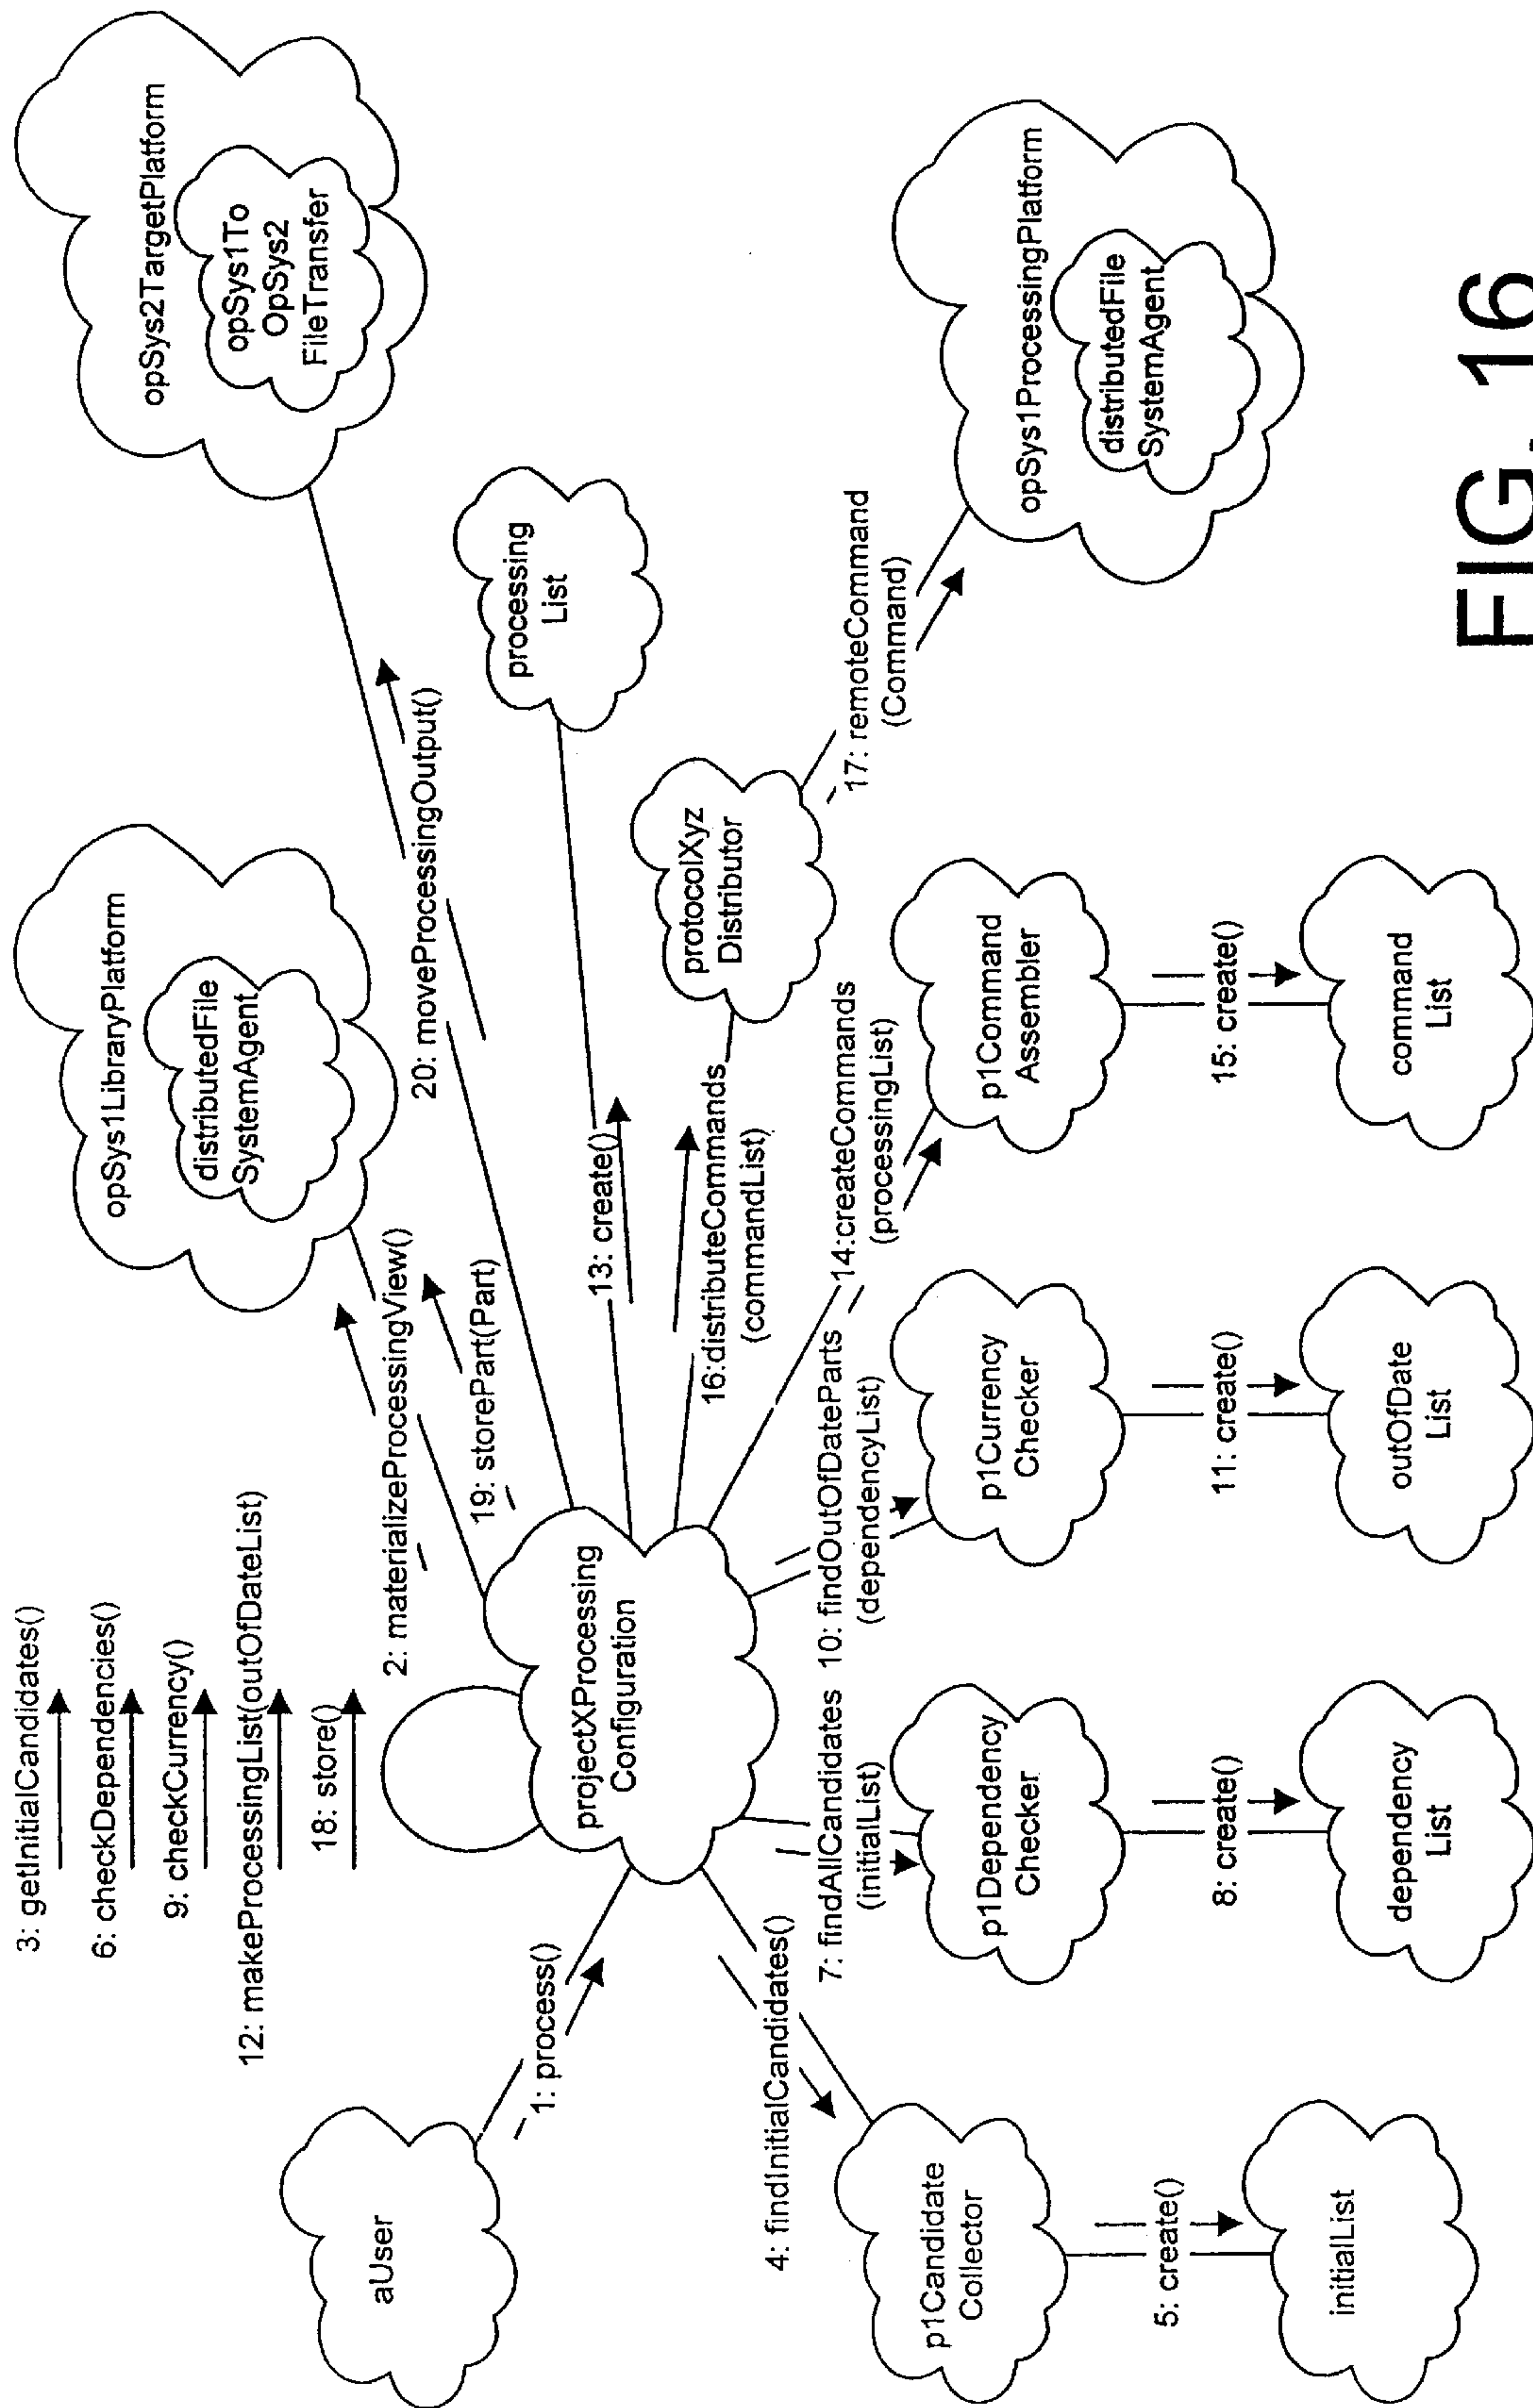 3: getInitialCandidates()
6: checkDependencies()
9: checkCurrency()
12: makeProcessingList(outOfDateList)
18: store()
aUser
1: process()
projectXProcessing
Configuration
2: materializeProcessingView()
19: storePart(Part)
opSys1LibraryPlatform
distributedFile
SystemAgent
20: moveProcessingOutput()
opSys2TargetPlatform
opSys1To
OpSys2
FileTransfer
13: create()
processing
List
16:distributeCommands
(commandList)
protocolXyz
Distributor
17: remoteCommand
(Command)
opSys1ProcessingPlatform
distributedFile
SystemAgent
4: findInitialCandidates()
p1Candidate
Collector
5: create()
initialList
7: findAllCandidates
(initialList)
p1Dependency
Checker
8: create()
dependency
List
10: findOutOfDateParts
(dependencyList)
p1Currency
Checker
11: create()
outOfDate
List
14:createCommands
(processingList)
p1Command
Assembler
15: create()
command
List
FIG. 16